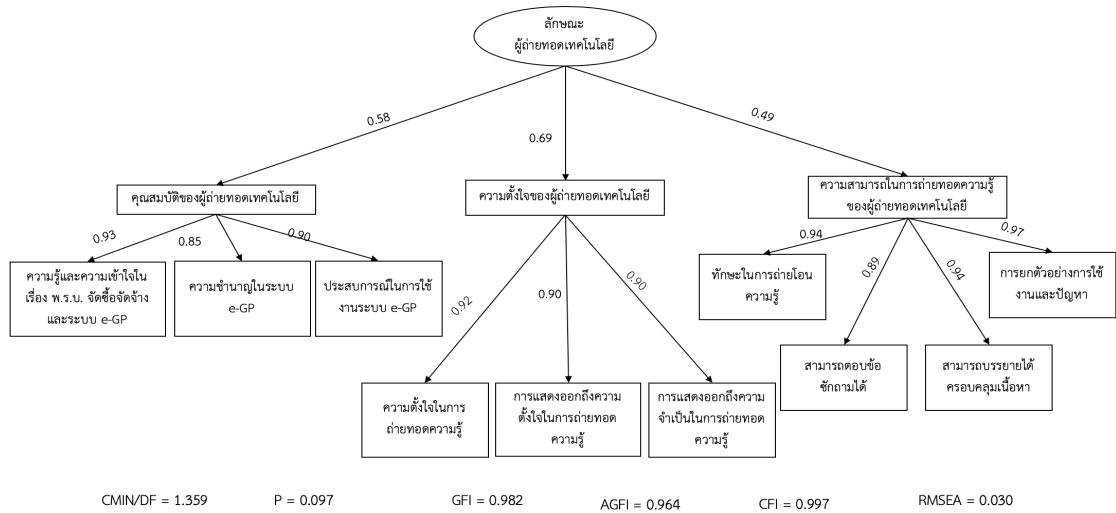 ลักษณะ
ผู้ถ่ายทอดเทคโนโลยี
0.58
0.69
0.49
คุณสมบัติของผู้ถ่ายทอดเทคโนโลยี
ความตั้งใจของผู้ถ่ายทอดเทคโนโลยี
ความสามารถในการถ่ายทอดความรู้
ของผู้ถ่ายทอดเทคโนโลยี
0.93
0.85
0.90
ความรู้และความเข้าใจใน
เรื่อง พ.ร.บ. จัดซื้อจัดจ้าง
และระบบ e-GP
ความชำนาญในระบบ
e-GP
ประสบการณ์ในการใช้
งานระบบ e-GP
0.92
0.90
0.90
ความตั้งใจในการ
ถ่ายทอดความรู้
การแสดงออกถึงความ
ตั้งใจในการถ่ายทอด
ความรู้
การแสดงออกถึงความ
จำเป็นในการถ่ายทอด
ความรู้
0.94
0.89
0.94
0.97
ทักษะในการถ่ายโอน
ความรู้
การยกตัวอย่างการใช้
งานและปัญหา
สามารถตอบข้อ
ซักถามได้
สามารถบรรยายได้
ครอบคลุมเนื้อหา
CMIN/DF = 1.359 P = 0.097 GFI = 0.982 AGFI = 0.964 CFI = 0.997 RMSEA = 0.030